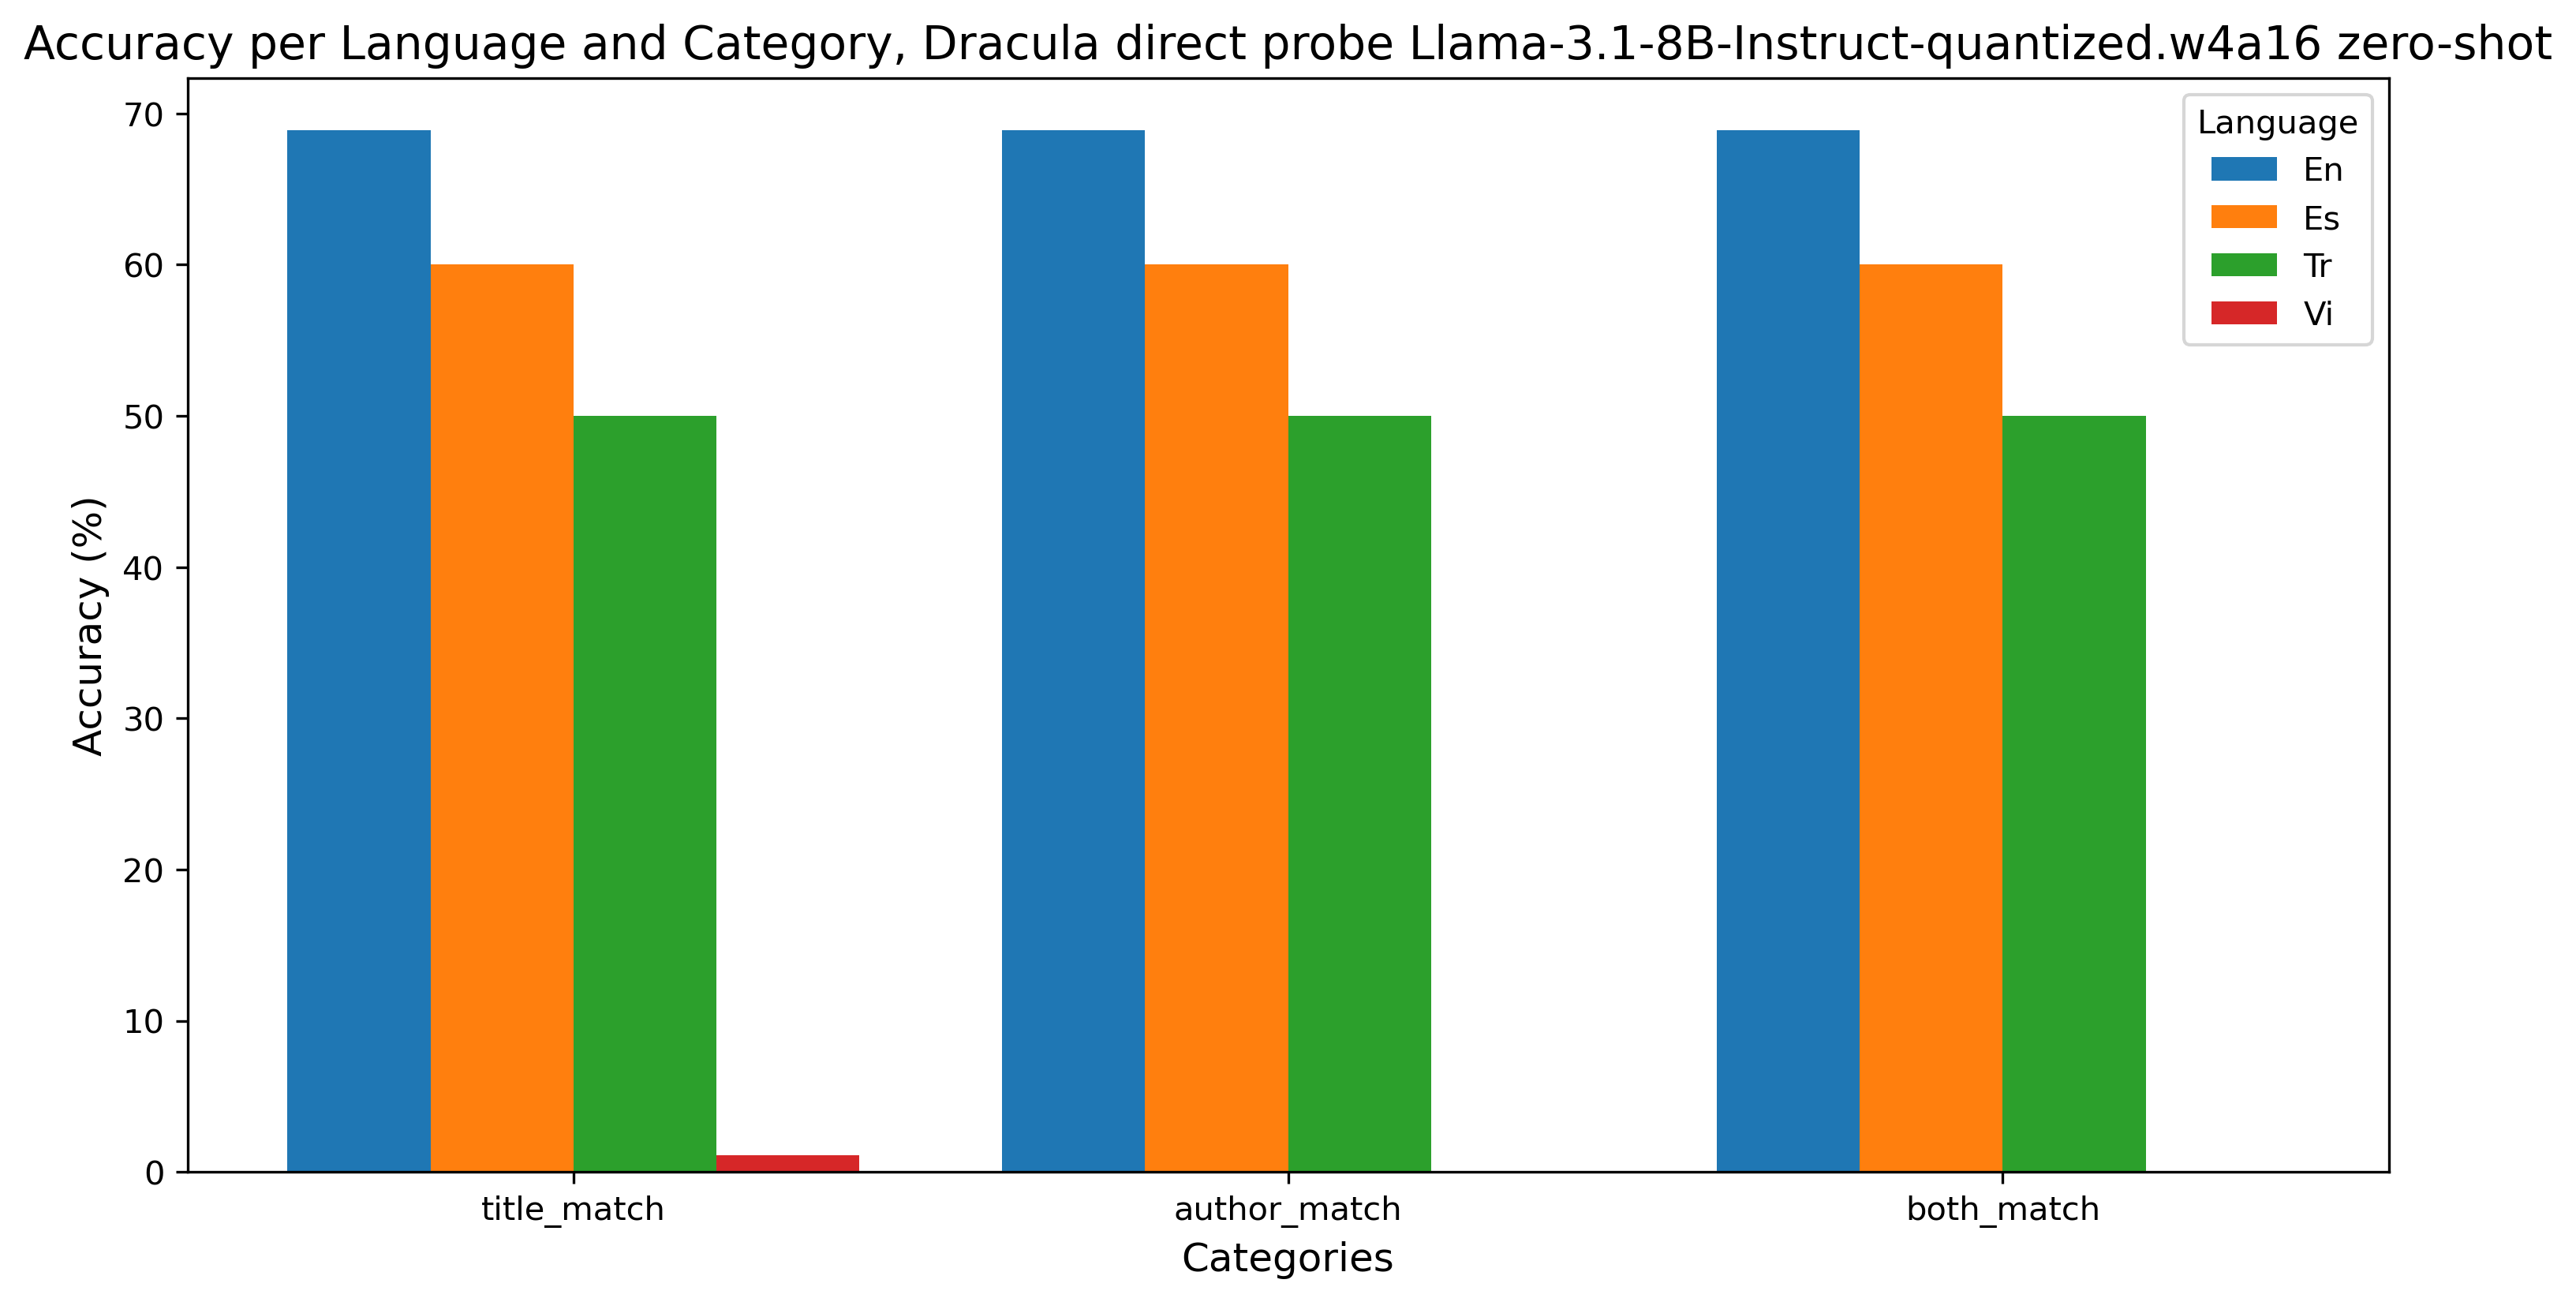 Accuracy per Language and Category, Dracula direct probe Llama-3.1-8B-Instruct-quantized.w4a16 zero-shot
Accuracy (%)
70
60
50
40
30
20
10
0
Language
En
Es
Tr
Vi
title_match
author_match
both_match
Categories